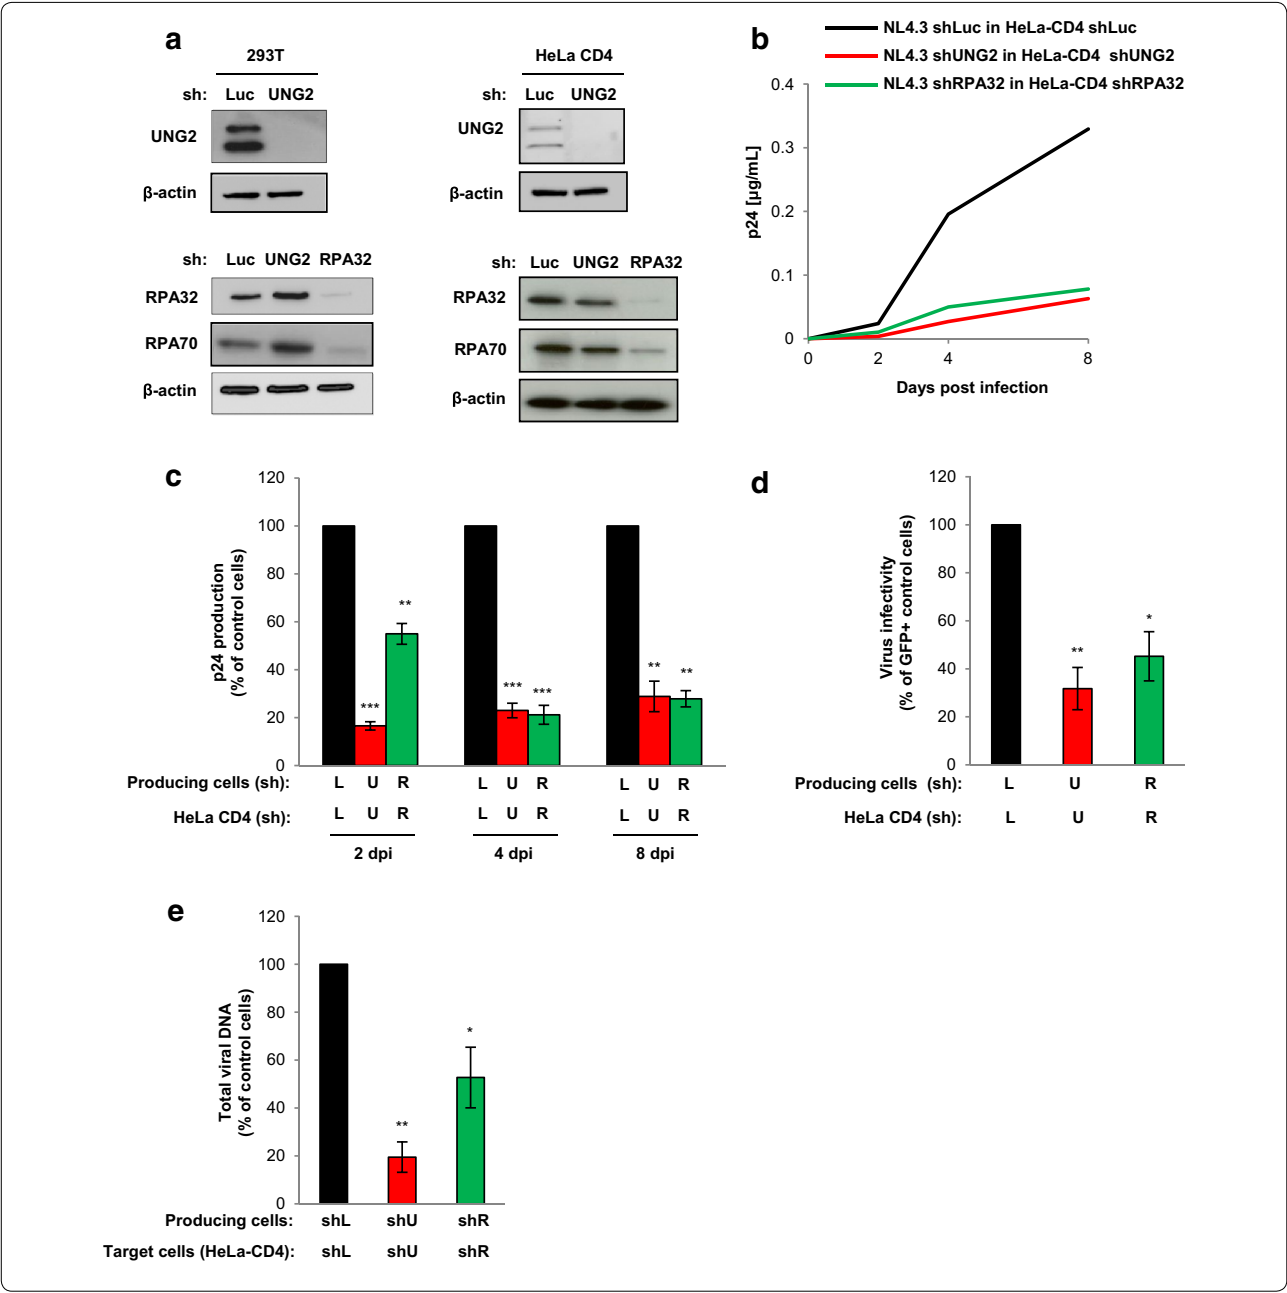 a
293T
sh: Luc UNG2
UNG2
β-actin
sh: Luc UNG2 RPA32
RPA32
RPA70
β-actin
HeLa CD4
sh: Luc UNG2
UNG2
β-actin
sh: Luc UNG2 RPA32
RPA32
RPA70
β-actin
b
NL4.3 shLuc in HeLa-CD4 shLuc
NL4.3 shUNG2 in HeLa-CD4 shUNG2
NL4.3 shRPA32 in HeLa-CD4 shRPA32
p24 [µg/mL]
0.4
0.3
0.2
0.1
0
0 2 4 8
Days post infection
c
p24 production
(% of control cells)
120
100
80
60
40
20
0
*** **
*** ***
** **
Producing cells (sh): L U R L U R L U R
HeLa CD4 (sh): L U R L U R L U R
2 dpi 4 dpi 8 dpi
d
Virus infectivity
(% of GFP+ control cells)
120
100
80
60
40
20
0
** *
Producing cells (sh): L U R
HeLa CD4 (sh): L U R
e
Total viral DNA
(% of control cells)
120
100
80
60
40
20
0
** *
Producing cells: shL shU shR
Target cells (HeLa-CD4): shL shU shR